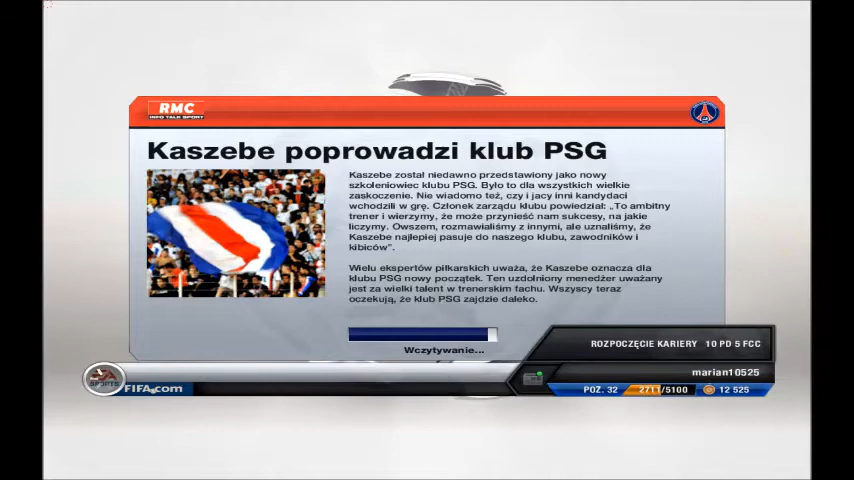 RMC
INFO TALK SPORT
Kaszebe poprowadzi klub PSG
Kaszebe został niedawno przedstawiony jako nowy
szkoleniowiec klubu PSG. Było to dla wszystkich wielkie
zaskoczenie. Nie wiadomo też, czy i jacy inni kandydaci
wchodzili w grę. Członek zarządu klubu powiedział: „To ambitny
trener i wierzymy, że może przynieść nam sukcesy, na jakie
liczymy. Owszem, rozmawialiśmy z innymi, ale uznaliśmy, że
Kaszebe najlepiej pasuje do naszego klubu, zawodników i
kibiców”.
Wielu ekspertów piłkarskich uważa, że Kaszebe oznacza dla
klubu PSG nowy początek. Ten uzdolniony menedżer uważany
jest za wielki talent w trenerskim fachu. Wszyscy teraz
oczekują, że klub PSG zajdzie daleko.
Wczytywanie...
ROZPOCZĘCIE KARIERY 10 PD 5 FCC
marian10525
EA SPORTS
FIFA.com
POZ. 32 2711/5100 12 525